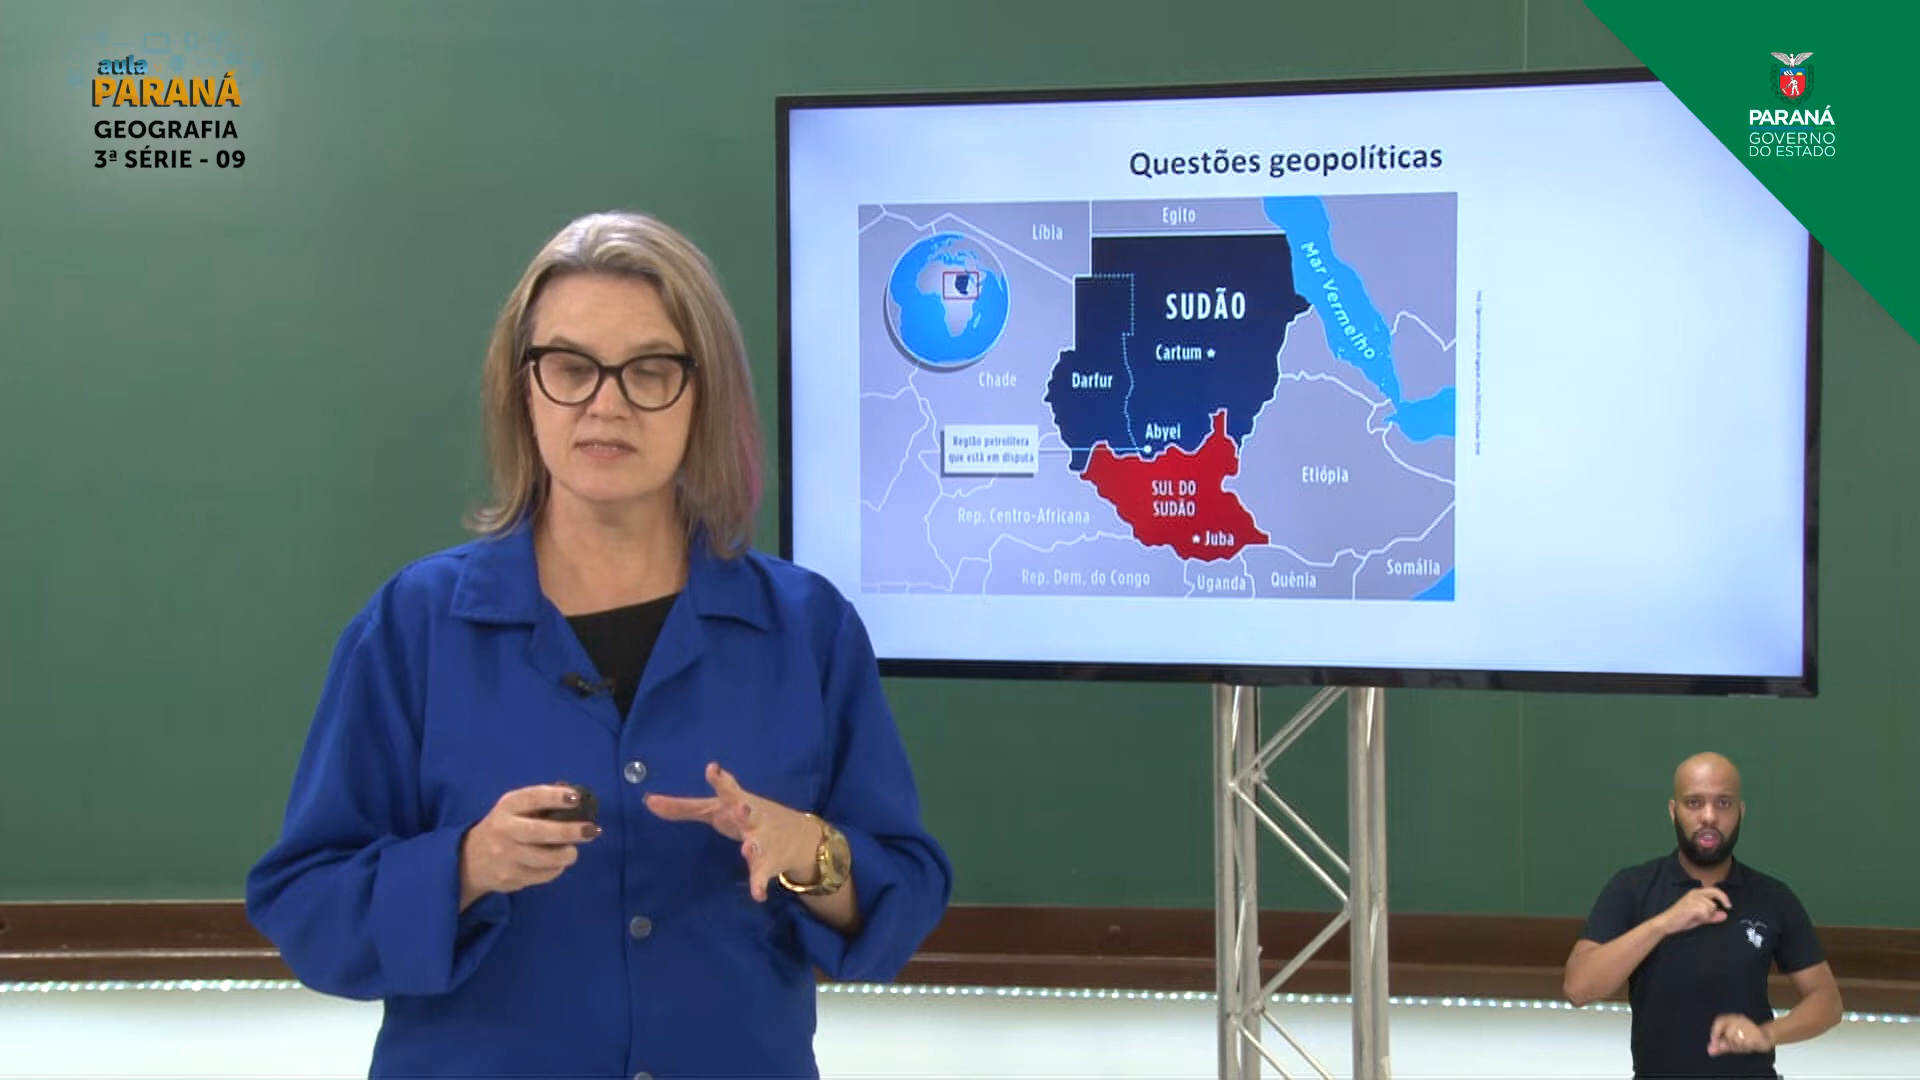 aula
PARANÁ
GEOGRAFIA
3ª SÉRIE - 09
PARANÁ
GOVERNO
DO ESTADO
Questões geopolíticas
Egito
Líbia
Mar Vermelho
SUDÃO
Cartum
Chade
Darfur
Abyei
Região petrolífera
que está em disputa
Etiópia
SUL DO
SUDÃO
Rep. Centro-Africana
Juba
Somália
Rep. Dem. do Congo
Uganda
Quênia